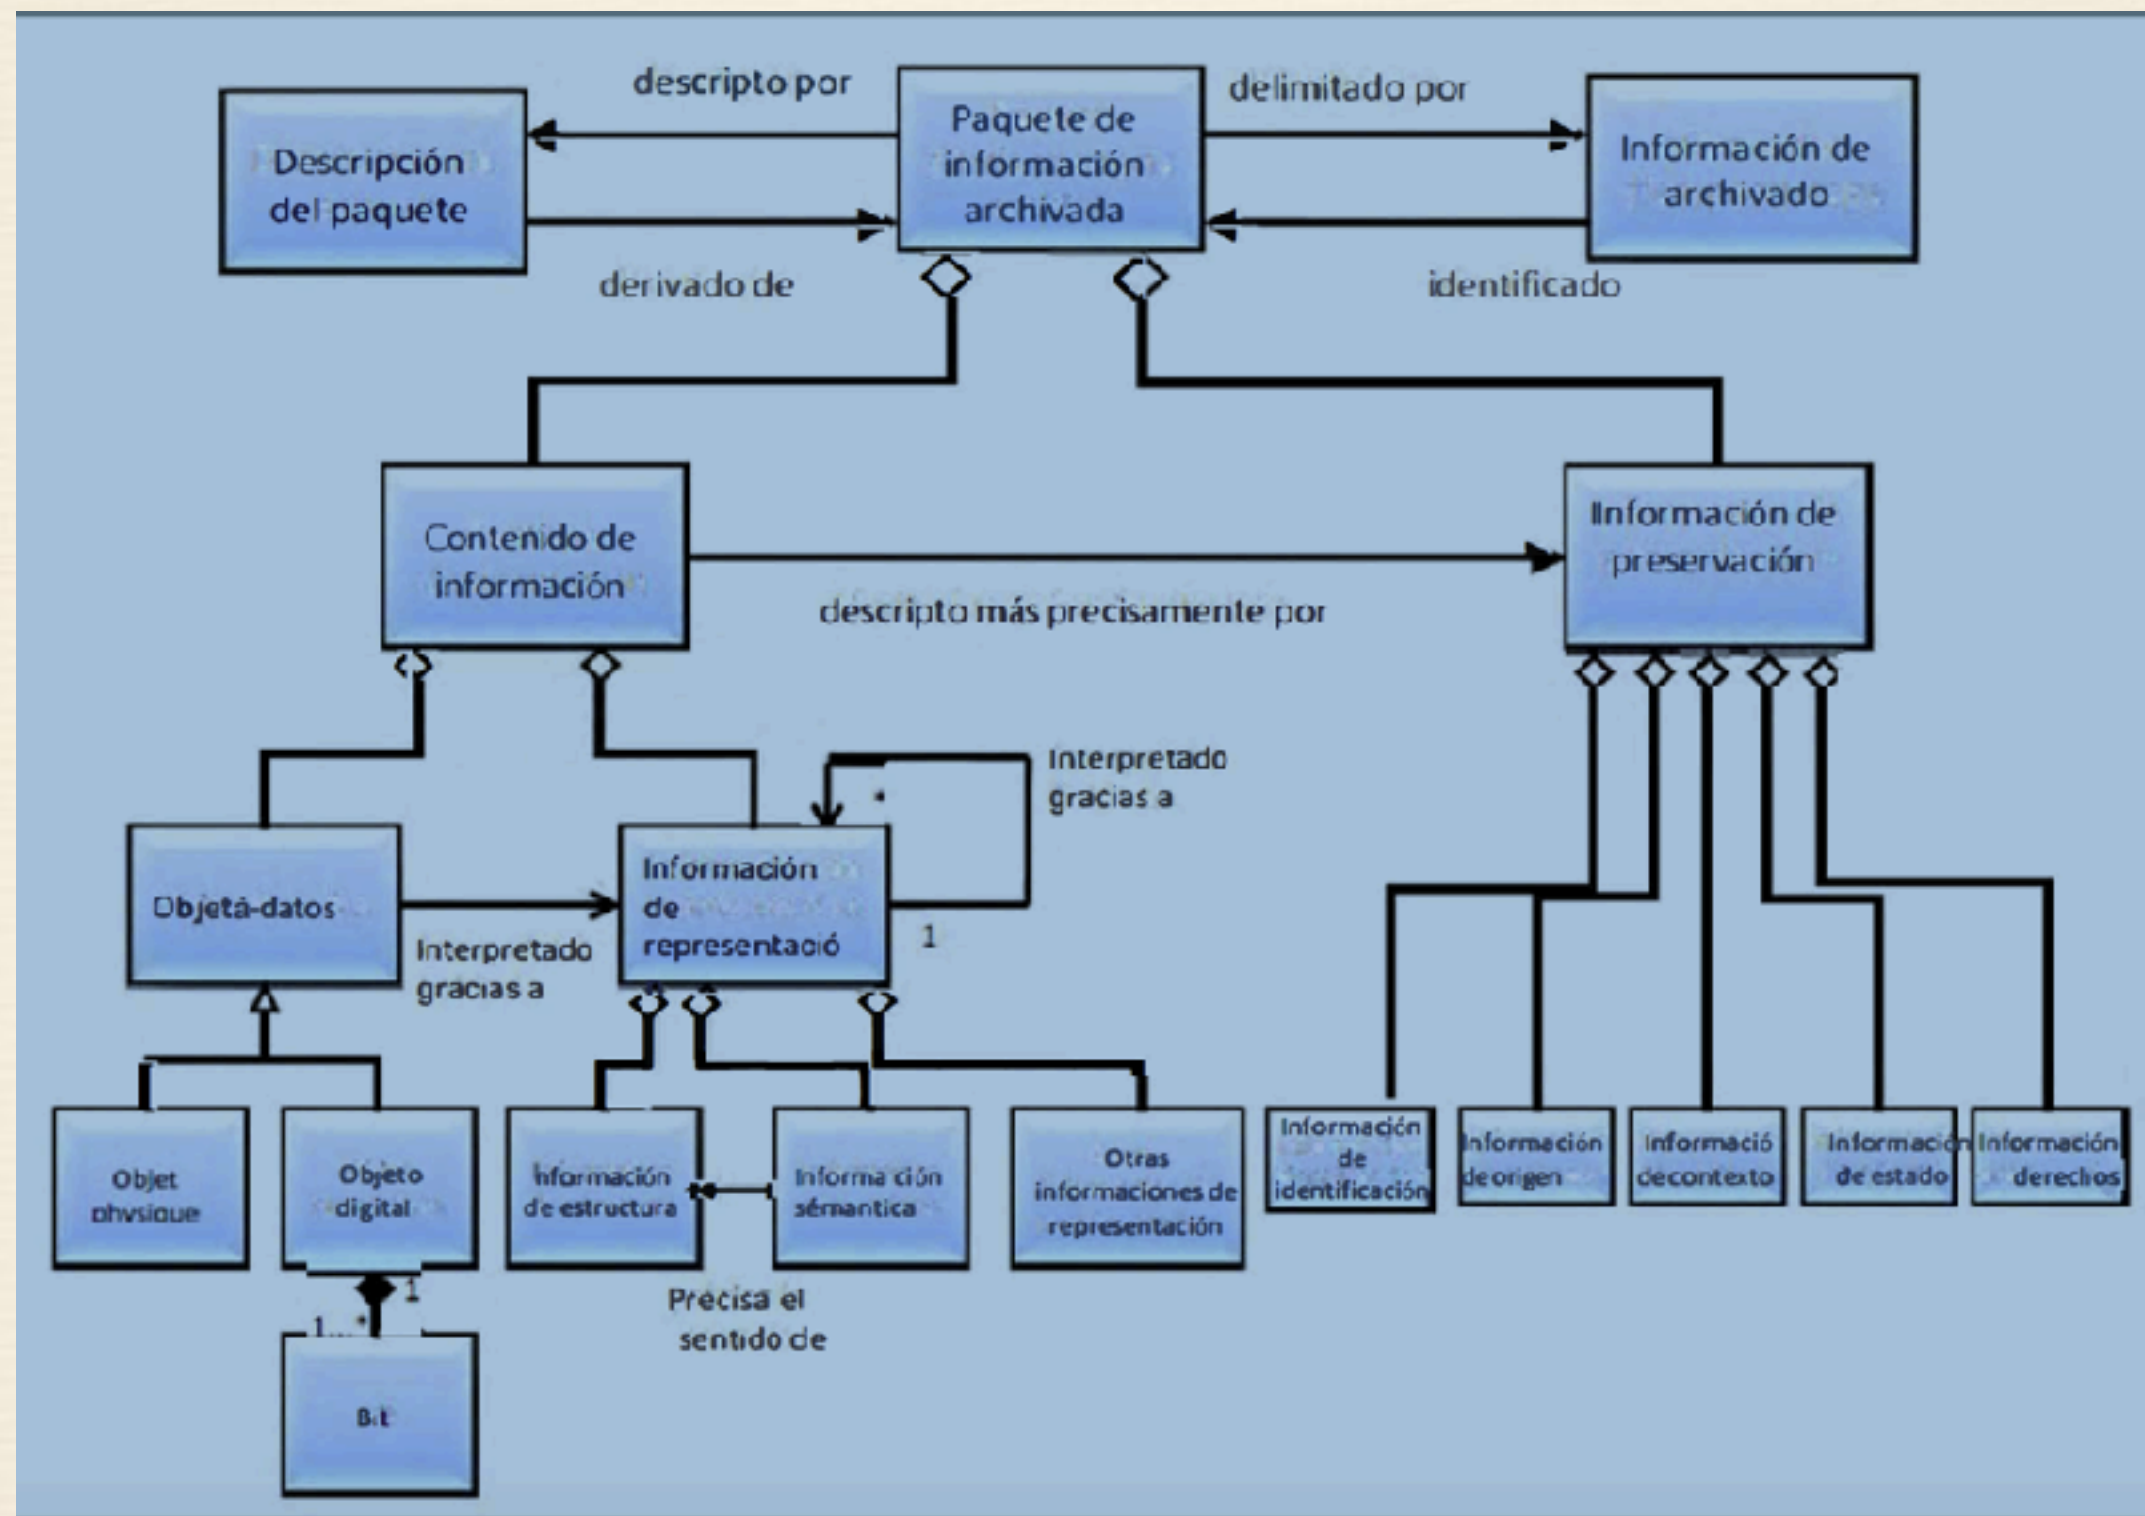 descripto por
Paquete de
información
archivada
delimitado por
Descripción
del paquete
Información de
archivado
derivado de
identificado
Contenido de
información
descripto más precisamente por
Información de
preservación
Interpretado
gracias a
*
Objeta-datos
Información
de
representació
1
Interpretado
gracias a
Objet
physique
Objeto
digital
Información
de estructura
Información
sémantica
Otras
informaciones de
representación
Información
de
identificación
Información
de origen
Informació
de contexto
Información
de estado
Información
derechos
1
1...*
Precisa el
sentido de
Bit